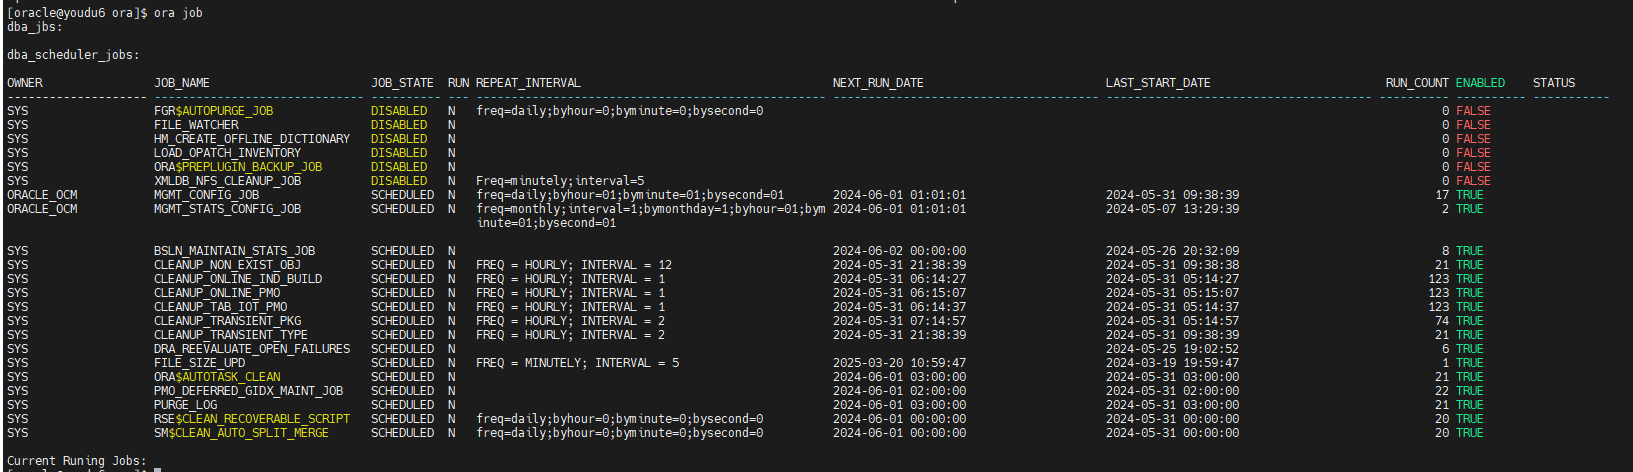 [oracle@youdu6 ora]$ ora job
dba_jbs:
dba_scheduler_jobs:
OWNER JOB_NAME JOB_STATE RUN REPEAT_INTERVAL NEXT_RUN_DATE LAST_START_DATE RUN_COUNT ENABLED STATUS
SYS FGR$AUTOPURGE_JOB DISABLED N freq=daily;byhour=0;byminute=0;bysecond=0 0 FALSE
SYS FILE_WATCHER DISABLED N 0 FALSE
SYS HM_CREATE_OFFLINE_DICTIONARY DISABLED N 0 FALSE
SYS LOAD_OPATCH_INVENTORY DISABLED N 0 FALSE
SYS ORA$PREPLUGIN_BACKUP_JOB DISABLED N 0 FALSE
SYS XMLDB_NFS_CLEANUP_JOB DISABLED N Freq=minutely;interval=5 0 FALSE
ORACLE_OCM MGMT_CONFIG_JOB SCHEDULED N freq=daily;byhour=01;byminute=01;bysecond=01 2024-06-01 01:01:01 2024-05-31 09:38:39 17 TRUE
ORACLE_OCM MGMT_STATS_CONFIG_JOB SCHEDULED N freq=monthly;interval=1;bymonthday=1;byhour=01;bym 2024-06-01 01:01:01 2024-05-07 13:29:39 2 TRUE
inute=01;bysecond=01
SYS BSLN_MAINTAIN_STATS_JOB SCHEDULED N 2024-06-02 00:00:00 2024-05-26 20:32:09 8 TRUE
SYS CLEANUP_NON_EXIST_OBJ SCHEDULED N FREQ = HOURLY; INTERVAL = 12 2024-05-31 21:38:39 2024-05-31 09:38:38 21 TRUE
SYS CLEANUP_ONLINE_IND_BUILD SCHEDULED N FREQ = HOURLY; INTERVAL = 1 2024-05-31 06:14:27 2024-05-31 05:14:27 123 TRUE
SYS CLEANUP_ONLINE_PMO SCHEDULED N FREQ = HOURLY; INTERVAL = 1 2024-05-31 06:15:07 2024-05-31 05:15:07 123 TRUE
SYS CLEANUP_TAB_IOT_PMO SCHEDULED N FREQ = HOURLY; INTERVAL = 1 2024-05-31 06:14:37 2024-05-31 05:14:37 123 TRUE
SYS CLEANUP_TRANSIENT_PKG SCHEDULED N FREQ = HOURLY; INTERVAL = 2 2024-05-31 07:14:57 2024-05-31 05:14:57 74 TRUE
SYS CLEANUP_TRANSIENT_TYPE SCHEDULED N FREQ = HOURLY; INTERVAL = 2 2024-05-31 21:38:39 2024-05-31 09:38:39 21 TRUE
SYS DRA_REEVALUATE_OPEN_FAILURES SCHEDULED N 2024-05-25 19:02:52 6 TRUE
SYS FILE_SIZE_UPD SCHEDULED N FREQ = MINUTELY; INTERVAL = 5 2025-03-20 10:59:47 2024-03-19 19:59:47 1 TRUE
SYS ORA$AUTOTASK_CLEAN SCHEDULED N 2024-06-01 03:00:00 2024-05-31 03:00:00 21 TRUE
SYS PMO_DEFERRED_GIDX_MAINT_JOB SCHEDULED N 2024-06-01 02:00:00 2024-05-31 02:00:00 22 TRUE
SYS PURGE_LOG SCHEDULED N 2024-06-01 03:00:00 2024-05-31 03:00:00 21 TRUE
SYS RSE$CLEAN_RECOVERABLE_SCRIPT SCHEDULED N freq=daily;byhour=0;byminute=0;bysecond=0 2024-06-01 00:00:00 2024-05-31 00:00:00 20 TRUE
SYS SM$CLEAN_AUTO_SPLIT_MERGE SCHEDULED N freq=daily;byhour=0;byminute=0;bysecond=0 2024-06-01 00:00:00 2024-05-31 00:00:00 20 TRUE
Current Runing Jobs: